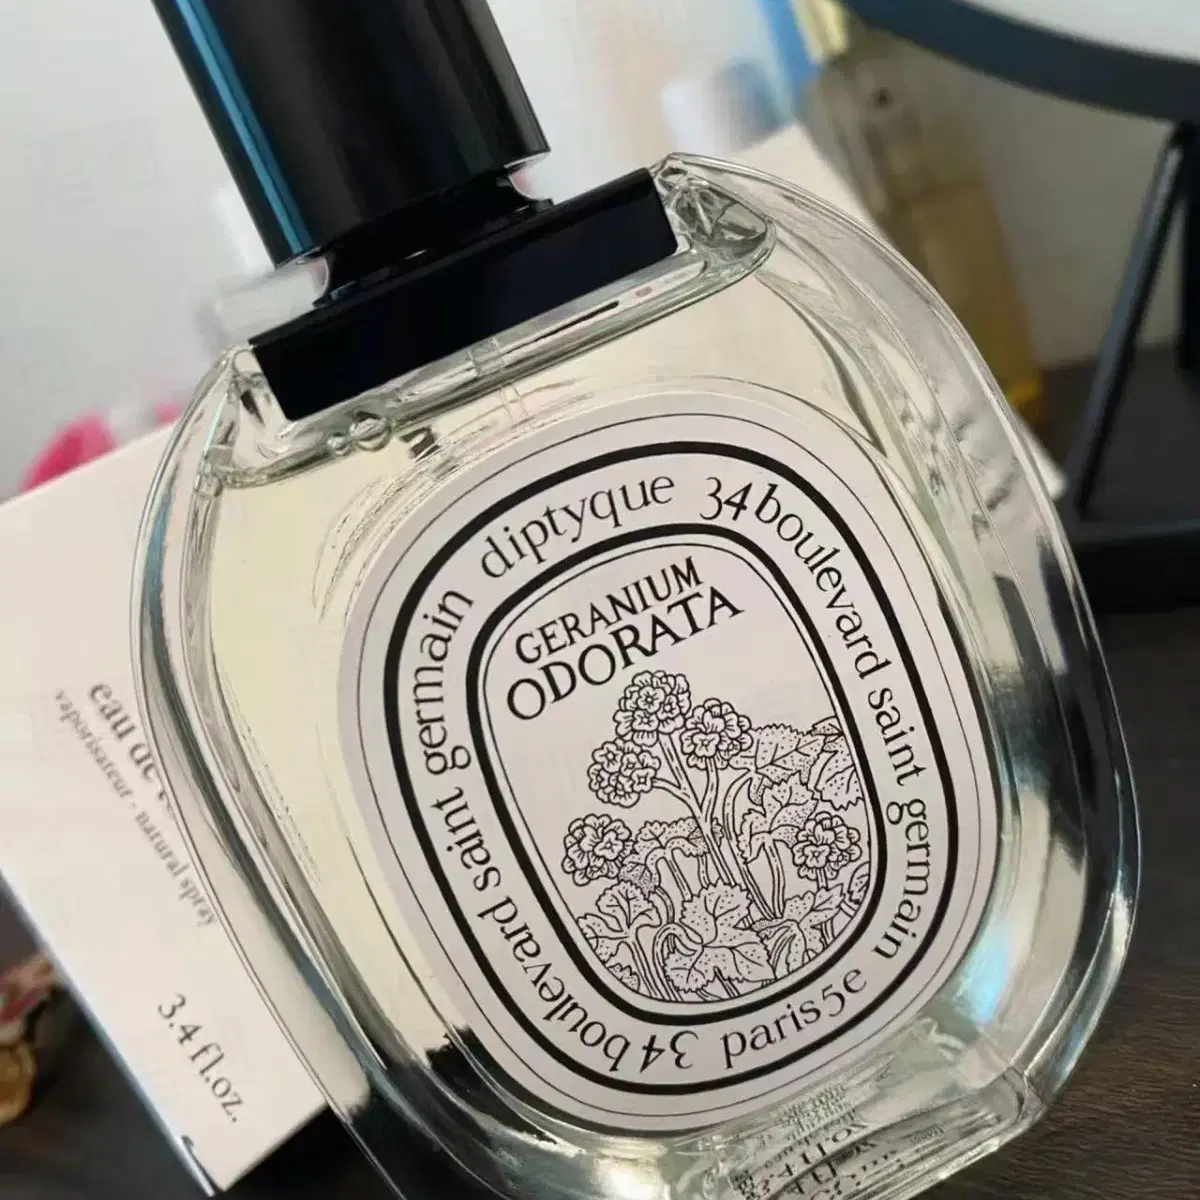 diptyque 34 boulevard saint germain
paris 5e 34 boulevard saint germain
GERANIUM
ODORATA
eau de
vaporisateur - natural spray
3.4 fl.oz.